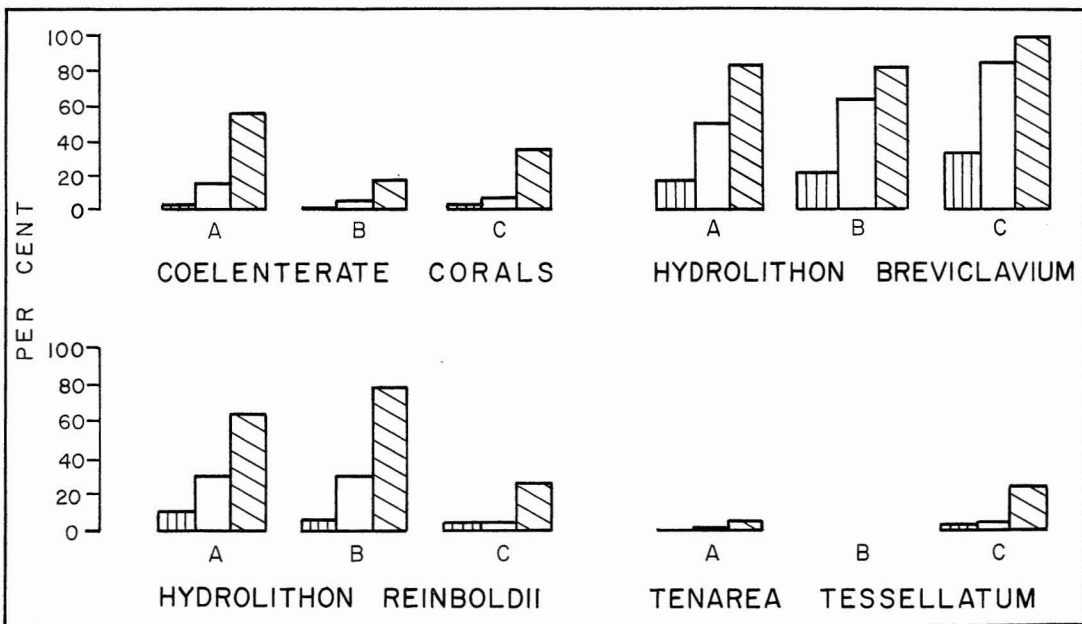 PER CENT
100
80
60
40
20
0
A B C A B C
COELENTERATE CORALS HYDROLITHON BREVICLAVIUM
100
80
60
40
20
0
A B C A B C
HYDROLITHON REINBOLDII TENAREA TESSELLATUM